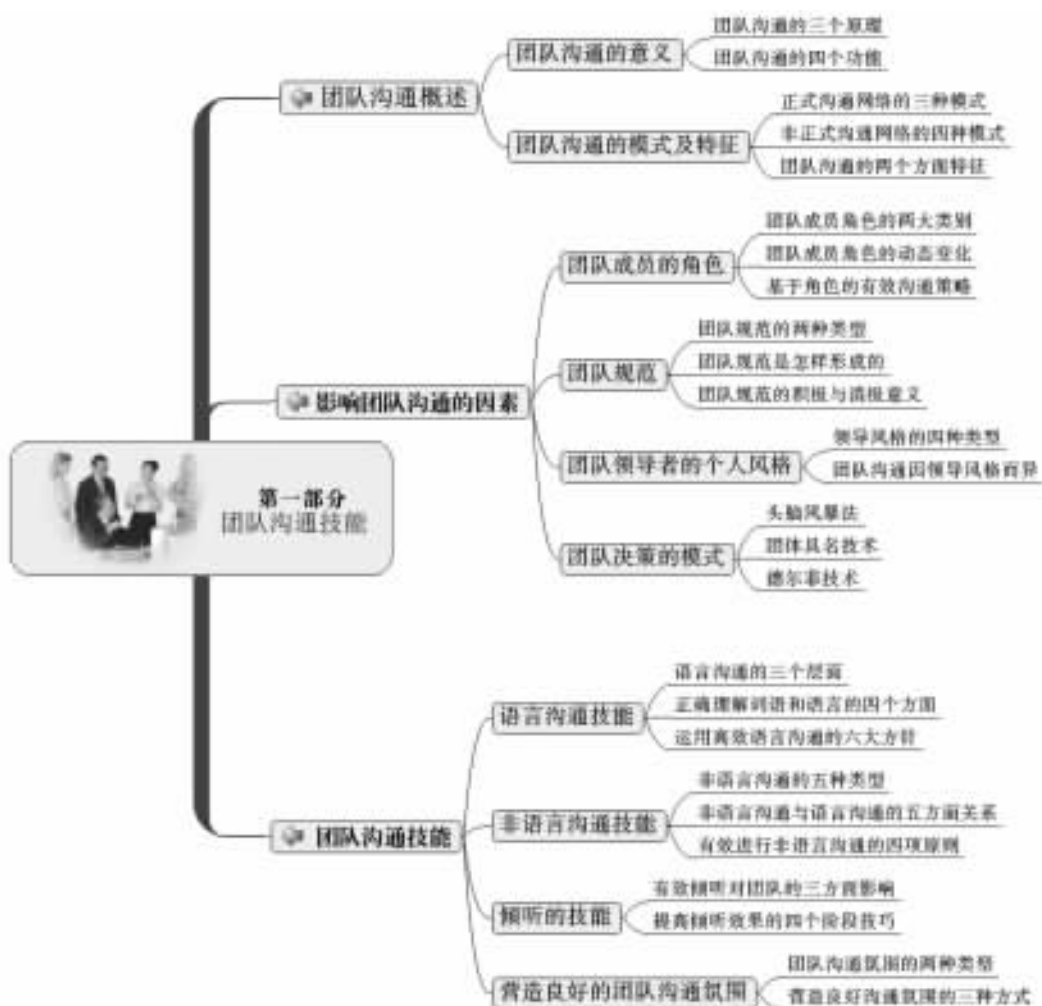 团队沟通概述
团队沟通的意义
团队沟通的三个原理
团队沟通的四个功能
团队沟通的模式及特征
正式沟通网络的三种模式
非正式沟通网络的四种模式
团队沟通的两个方面特征
影响团队沟通的因素
团队成员的角色
团队成员角色的两大类别
团队成员角色的动态变化
基于角色的有效沟通策略
团队规范
团队规范的两种类型
团队规范是怎样形成的
团队规范的积极与消极意义
团队领导者的个人风格
领导风格的四种类型
团队沟通因领导风格而异
团队决策的模式
头脑风暴法
团体具名技术
德尔菲技术
第一部分
团队沟通技能
团队沟通技能
语言沟通技能
语言沟通的三个层面
正确理解词语和语言的四个方面
运用高效语言沟通的六大方针
非语言沟通技能
非语言沟通的五种类型
非语言沟通与语言沟通的五方面关系
有效进行非语言沟通的四项原则
倾听的技能
有效倾听对团队的三方面影响
提高倾听效果的四个阶段技巧
营造良好的团队沟通氛围
团队沟通氛围的两种类型
营造良好沟通氛围的三种方式